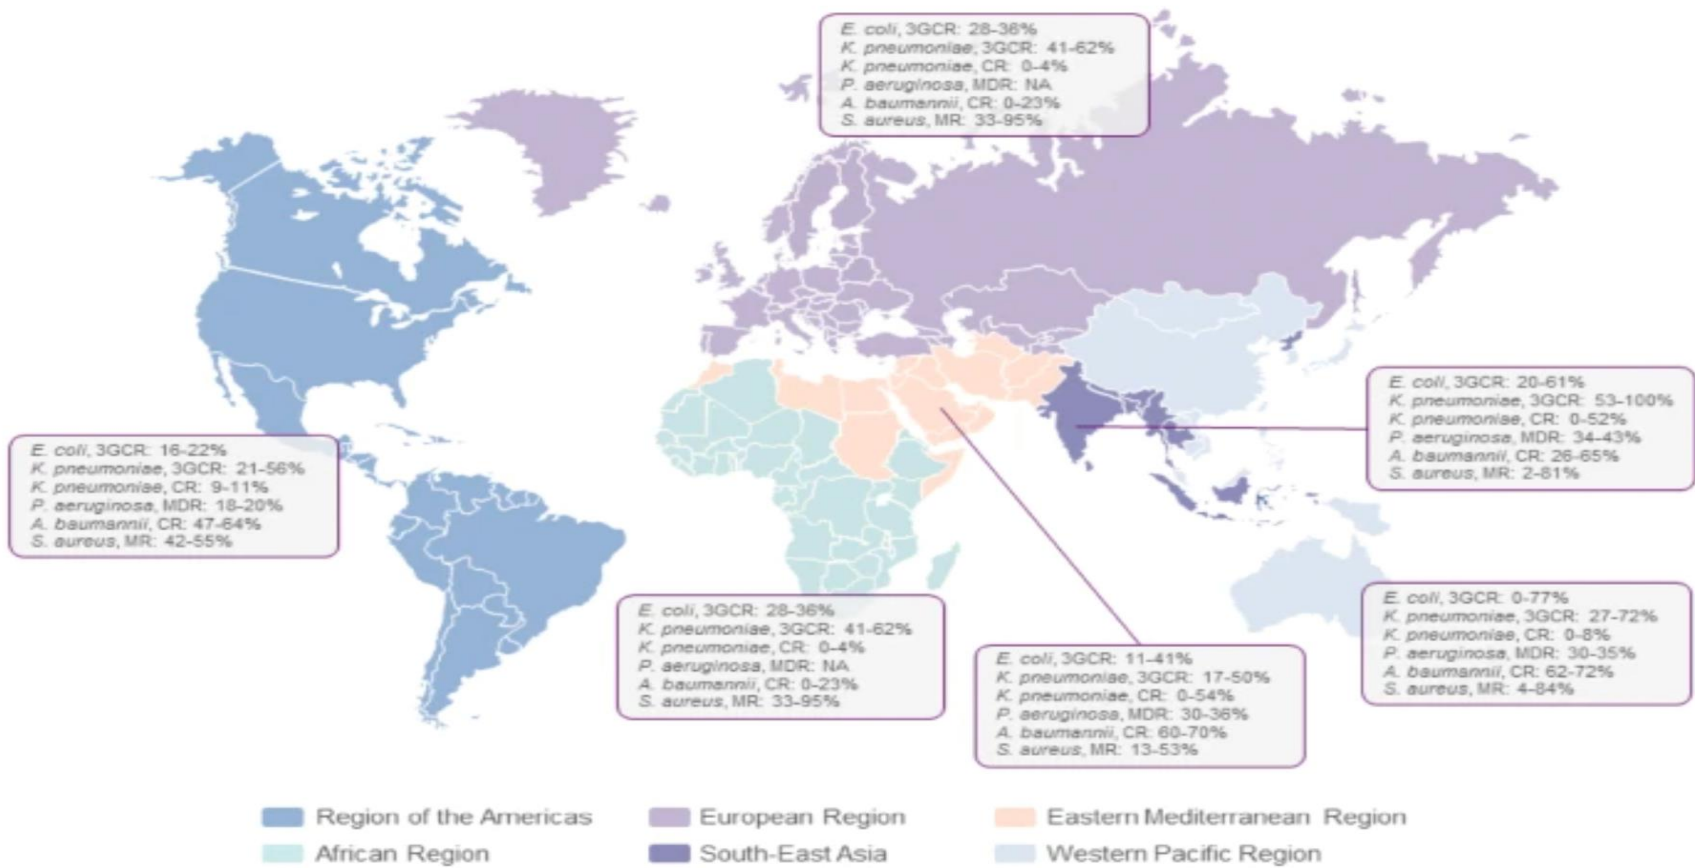 E. coli, 3GCR: 28-36%
K. pneumoniae, 3GCR: 41-62%
K. pneumoniae, CR: 0-4%
P. aeruginosa, MDR: NA
A. baumannii, CR: 0-23%
S. aureus, MR: 33-95%
E. coli, 3GCR: 20-61%
K. pneumoniae, 3GCR: 53-100%
K. pneumoniae, CR: 0-52%
P. aeruginosa, MDR: 34-43%
A. baumannii, CR: 26-65%
S. aureus, MR: 2-81%
E. coli, 3GCR: 16-22%
K. pneumoniae, 3GCR: 21-56%
K. pneumoniae, CR: 9-11%
P. aeruginosa, MDR: 18-20%
A. baumannii, CR: 47-64%
S. aureus, MR: 42-55%
E. coli, 3GCR: 28-36%
K. pneumoniae, 3GCR: 41-62%
K. pneumoniae, CR: 0-4%
P. aeruginosa, MDR: NA
A. baumannii, CR: 0-23%
S. aureus, MR: 33-95%
E. coli, 3GCR: 11-41%
K. pneumoniae, 3GCR: 17-50%
K. pneumoniae, CR: 0-54%
P. aeruginosa, MDR: 30-36%
A. baumannii, CR: 60-70%
S. aureus, MR: 13-53%
E. coli, 3GCR: 0-77%
K. pneumoniae, 3GCR: 27-72%
K. pneumoniae, CR: 0-8%
P. aeruginosa, MDR: 30-35%
A. baumannii, CR: 62-72%
S. aureus, MR: 4-84%
Region of the Americas
European Region
Eastern Mediterranean Region
African Region
South-East Asia
Western Pacific Region